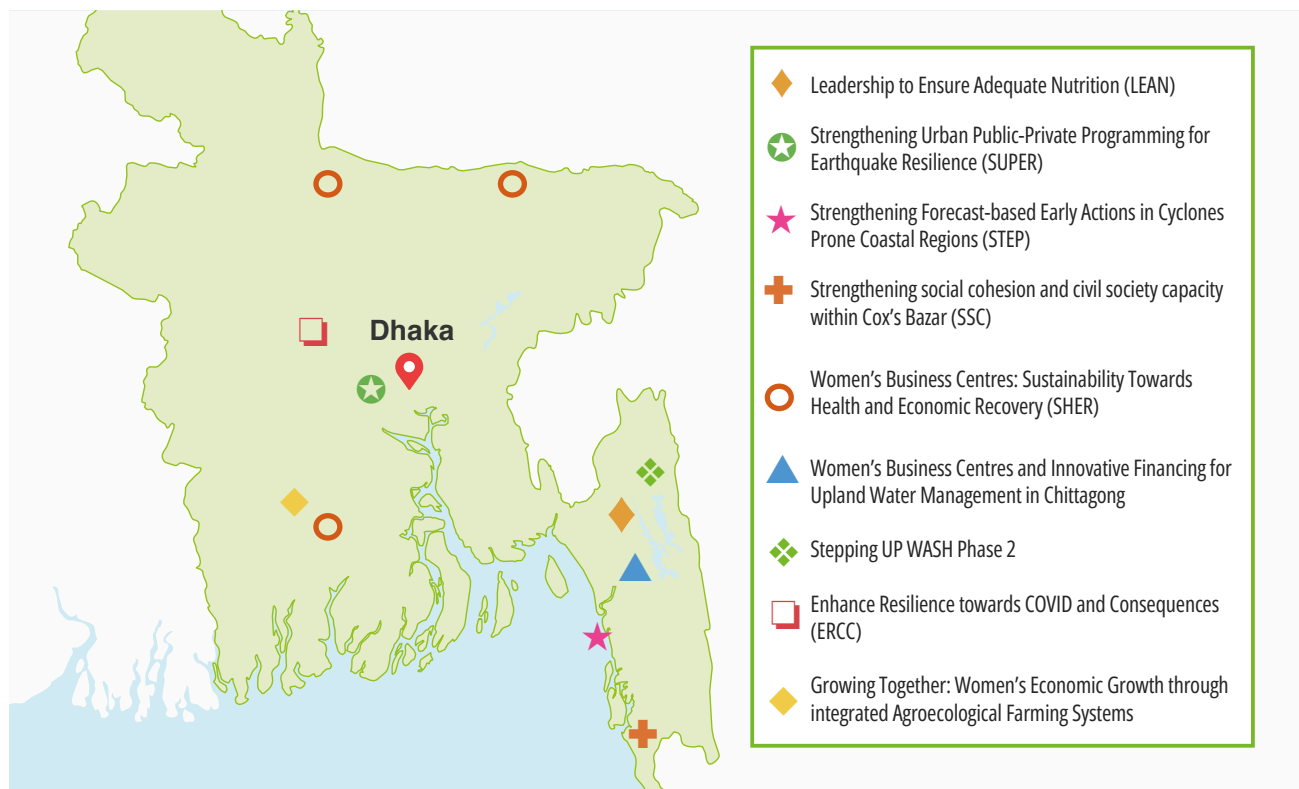 Dhaka
Leadership to Ensure Adequate Nutrition (LEAN)
Strengthening Urban Public-Private Programming for
Earthquake Resilience (SUPER)
Strengthening Forecast-based Early Actions in Cyclones
Prone Coastal Regions (STEP)
Strengthening social cohesion and civil society capacity
within Cox's Bazar (SSC)
Women's Business Centres: Sustainability Towards
Health and Economic Recovery (SHER)
Women's Business Centres and Innovative Financing for
Upland Water Management in Chittagong
Stepping UP WASH Phase 2
Enhance Resilience towards COVID and Consequences
(ERCC)
Growing Together: Women's Economic Growth through
integrated Agroecological Farming Systems